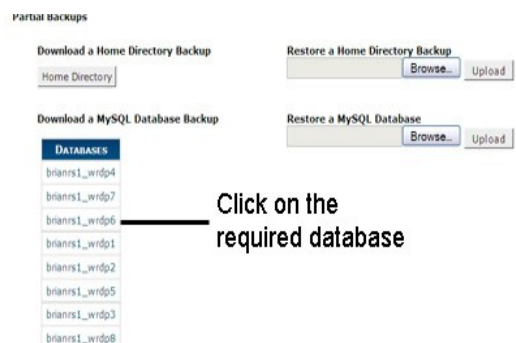 Partial Backups
Download a Home Directory Backup
Home Directory
Restore a Home Directory Backup
Browse... Upload
Download a MySQL Database Backup
Restore a MySQL Database
Browse... Upload
DATABASES
brianrs1_wrdp4
brianrs1_wrdp7
brianrs1_wrdp6
brianrs1_wrdp1
brianrs1_wrdp2
brianrs1_wrdp5
brianrs1_wrdp3
brianrs1_wrdp8
Click on the
required database